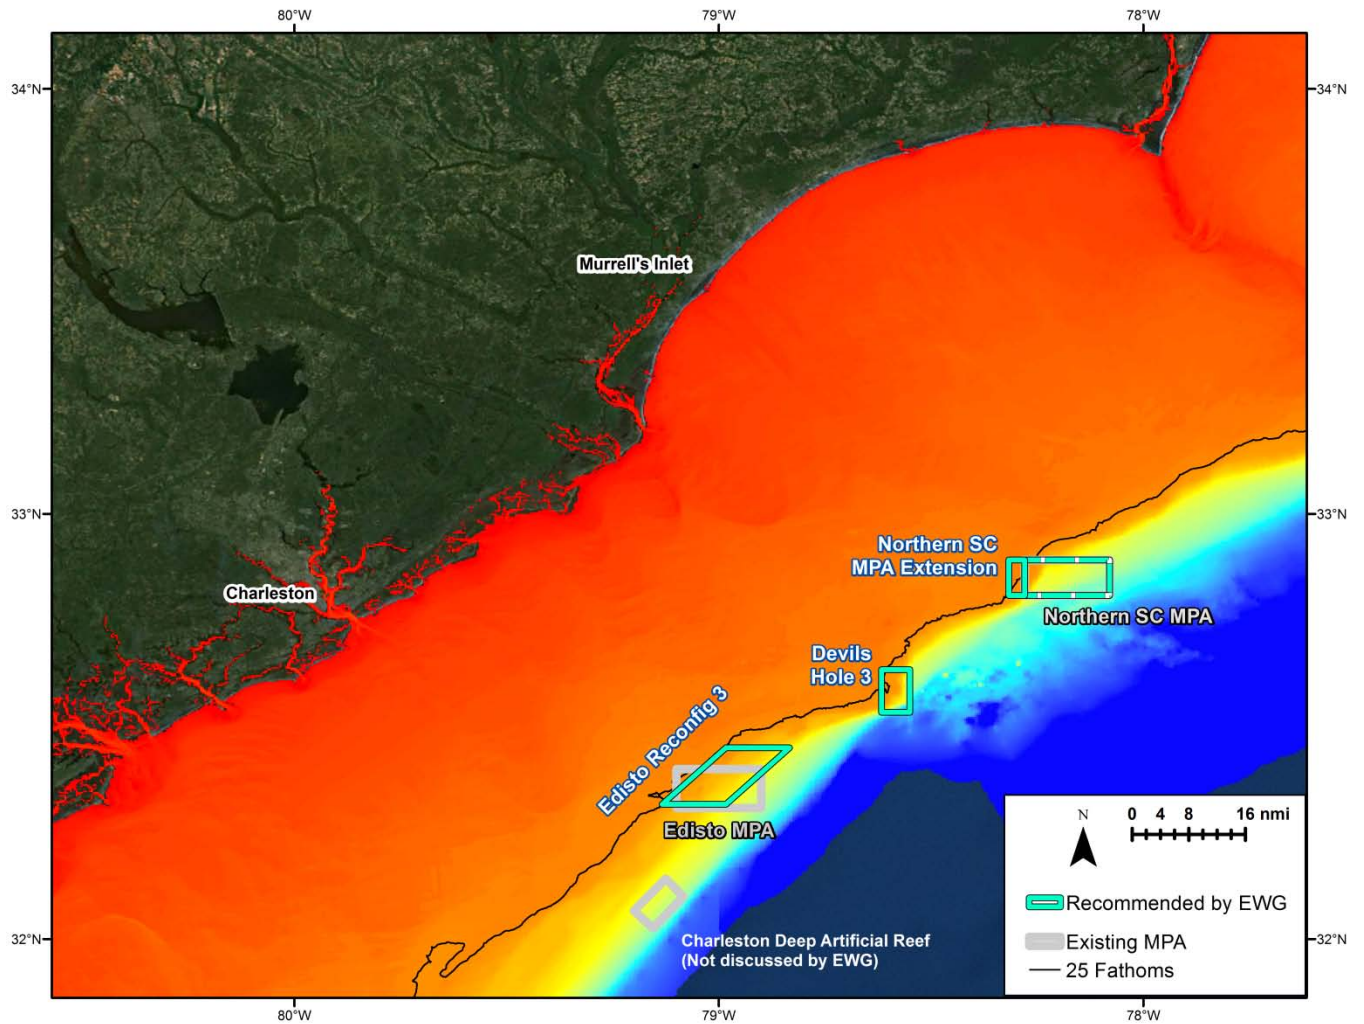 80°W
79°W
78°W
34°N
34°N
Murrell's Inlet
33°N
33°N
Northern SC
MPA Extension
Charleston
Northern SC MPA
Devils
Hole 3
Edisto Reconfig 3
Edisto MPA
N
0 4 8 16 nmi
Recommended by EWG
Existing MPA
25 Fathoms
32°N
32°N
Charleston Deep Artificial Reef
(Not discussed by EWG)
80°W
79°W
78°W